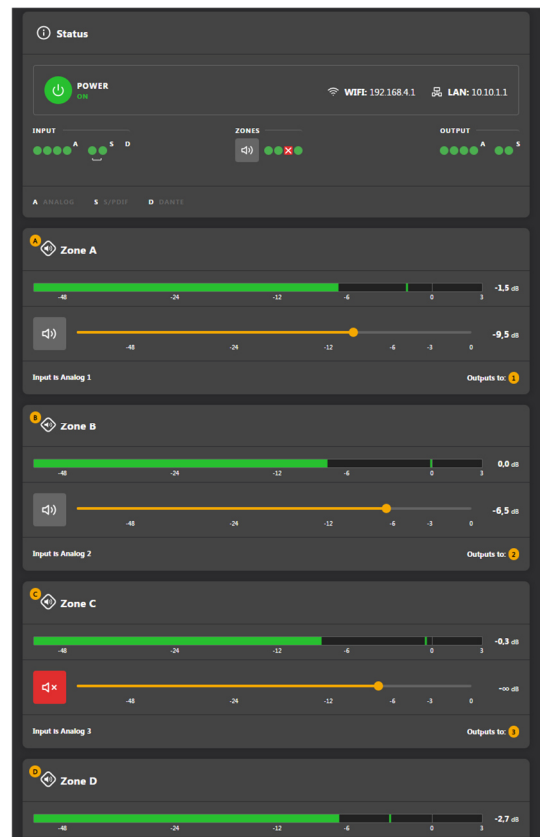 Status
POWER
ON
WIFI: 192.168.4.1 LAN: 10.10.1.1
INPUT ZONES OUTPUT
A S D A S
A ANALOG S S/PDIF D DANTE
A Zone A
-1,5 dB
-48 -24 -12 -6 0 3
-9,5 dB
-48 -24 -12 -6 -3 0
Input is Analog 1 Outputs to: 1
B Zone B
0,0 dB
-48 -24 -12 -6 0 3
-6,5 dB
-48 -24 -12 -6 -3 0
Input is Analog 2 Outputs to: 2
C Zone C
-0,3 dB
-48 -24 -12 -6 0 3
-∞ dB
-48 -24 -12 -6 -3 0
Input is Analog 3 Outputs to: 3
D Zone D
-2,7 dB
-48 -24 -12 -6 0 3